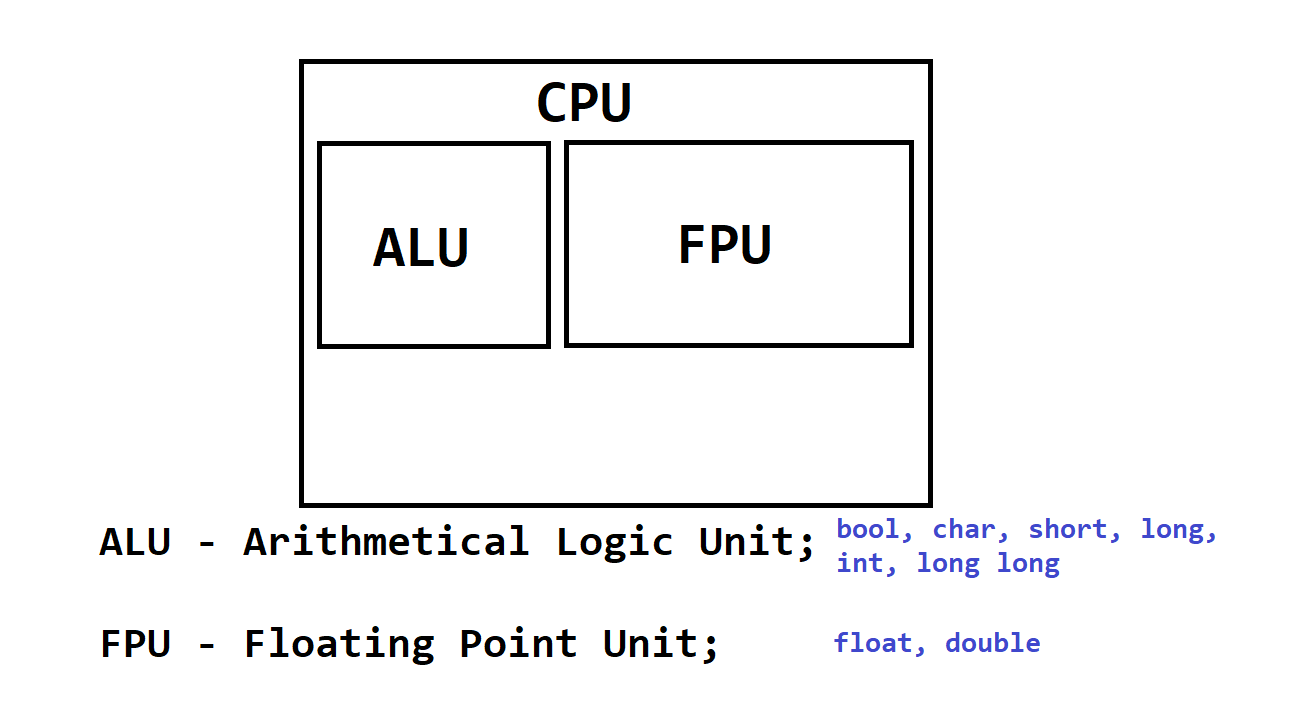 CPU
ALU
FPU
ALU - Arithmetical Logic Unit;
bool, char, short, long,
int, long long
FPU - Floating Point Unit;
float, double